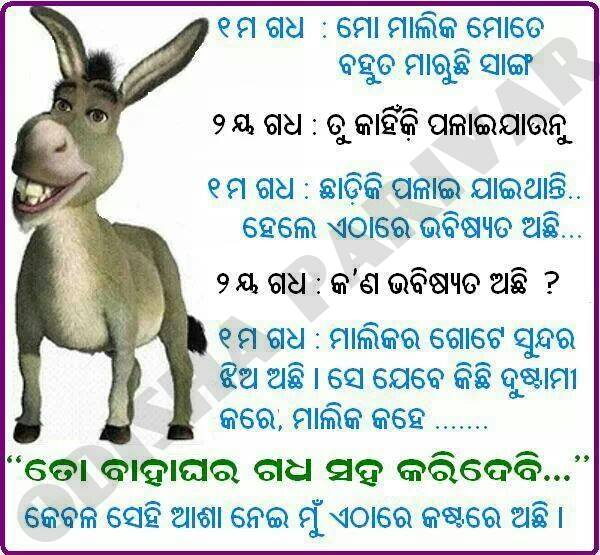 ୧ମ ଗଧ : ମୋ ମାଲିକ ମୋତେ
ବହୁତ ମାରୁଛି ସାଙ୍ଗ
୨ୟ ଗଧ : ତୁ କାହିଁକି ପଳାଇଯାଉନୁ
୧ମ ଗଧ : ଛାଡ଼ିକି ପଳାଇ ଯାଇଥାନ୍ତି..
ହେଲେ ଏଠାରେ ଭବିଷ୍ୟତ ଅଛି...
୨ୟ ଗଧ : କ'ଣ ଭବିଷ୍ୟତ ଅଛି ?
୧ମ ଗଧ : ମାଲିକର ଗୋଟେ ସୁନ୍ଦର
ଝିଅ ଅଛି । ସେ ଯେବେ କିଛି ଦୁଷ୍ଟାମୀ
କରେ, ମାଲିକ କହେ .......
“ତୋ ବାହାଘର ଗଧ ସହ କରିଦେବି...”
କେବଳ ସେହି ଆଶା ନେଇ ମୁଁ ଏଠାରେ କଷ୍ଟରେ ଅଛି ।
ODISHA PARIVAR